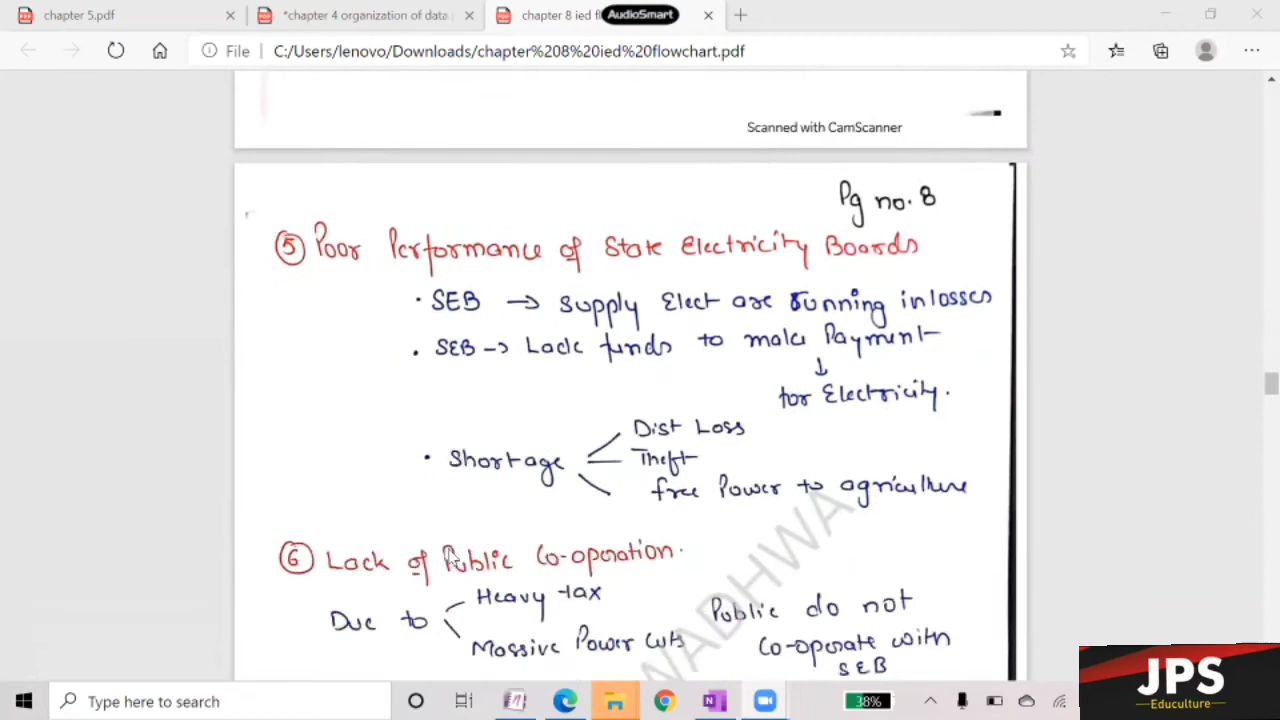 chapter 5.pdf
*chapter 4 organization of data
chapter 8 ied fl
AudioSmart
File
C:/Users/lenovo/Downloads/chapter%208%20ied%20flowchart.pdf
Scanned with CamScanner
Pg no. 8
⑤ Poor Performance of State Electricity Boards
• SEB → Supply Elect are running in losses
• SEB → Lack funds to make Payment
↓
for Electricity.
Dist Loss
• Shortage
Theft
free Power to agriculture
⑥ Lack of Public Co-operation.
Due to
Heavy tax
Massive Power cuts
Public do not
Co-operate with
SEB
WADHWA
Type here to search
38%
JPS
Educulture